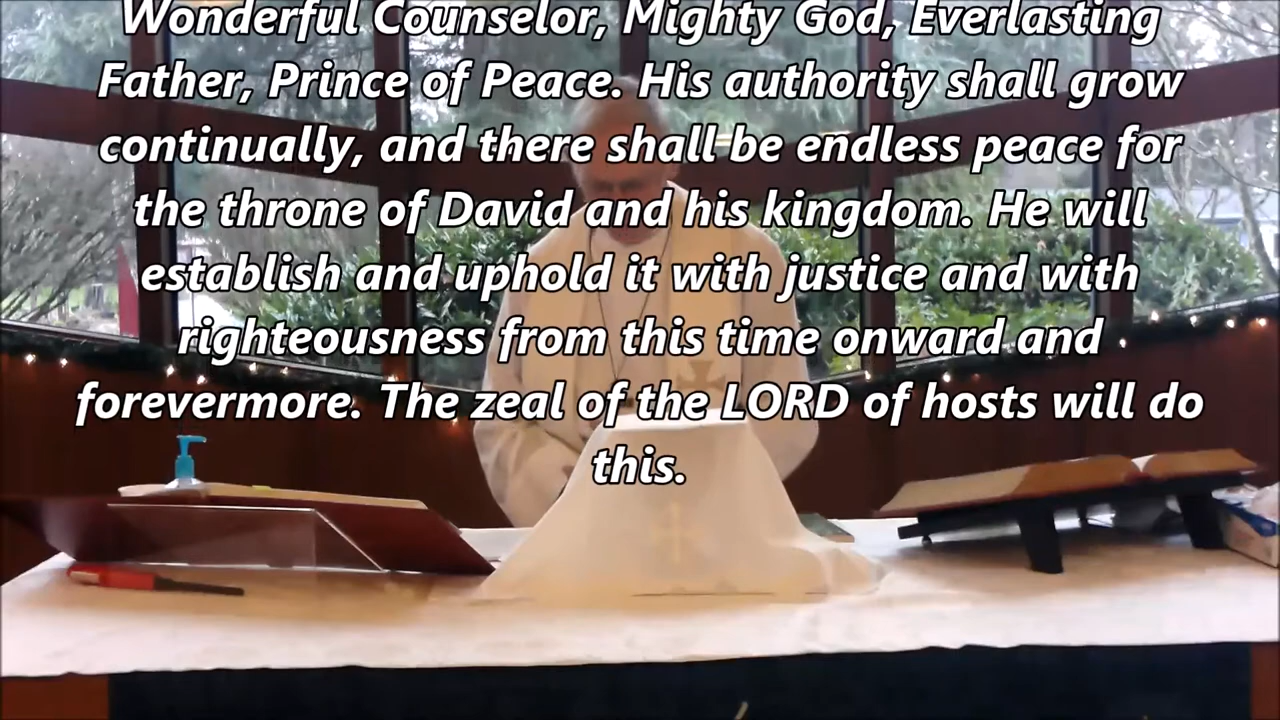 Wonderful Counselor, Mighty God, Everlasting
Father, Prince of Peace. His authority shall grow
continually, and there shall be endless peace for
the throne of David and his kingdom. He will
establish and uphold it with justice and with
righteousness from this time onward and
forevermore. The zeal of the LORD of hosts will do
this.